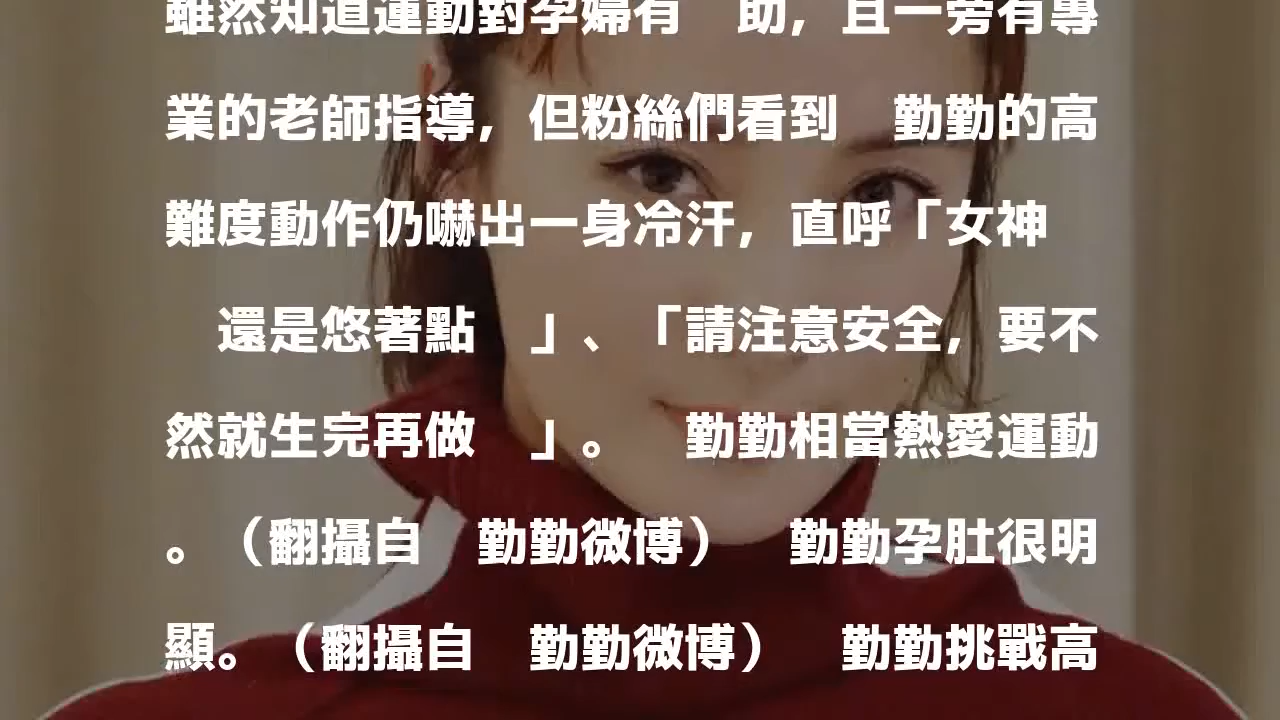 雖然知道運動對孕婦有　助，且一旁有專
業的老師指導，但粉絲們看到　勤勤的高
難度動作仍嚇出一身冷汗，直呼「女神
　還是悠著點　」、「請注意安全，要不
然就生完再做　」。　勤勤相當熱愛運動
。（翻攝自　勤勤微博）　勤勤孕肚很明
顯。（翻攝自　勤勤微博）　勤勤挑戰高